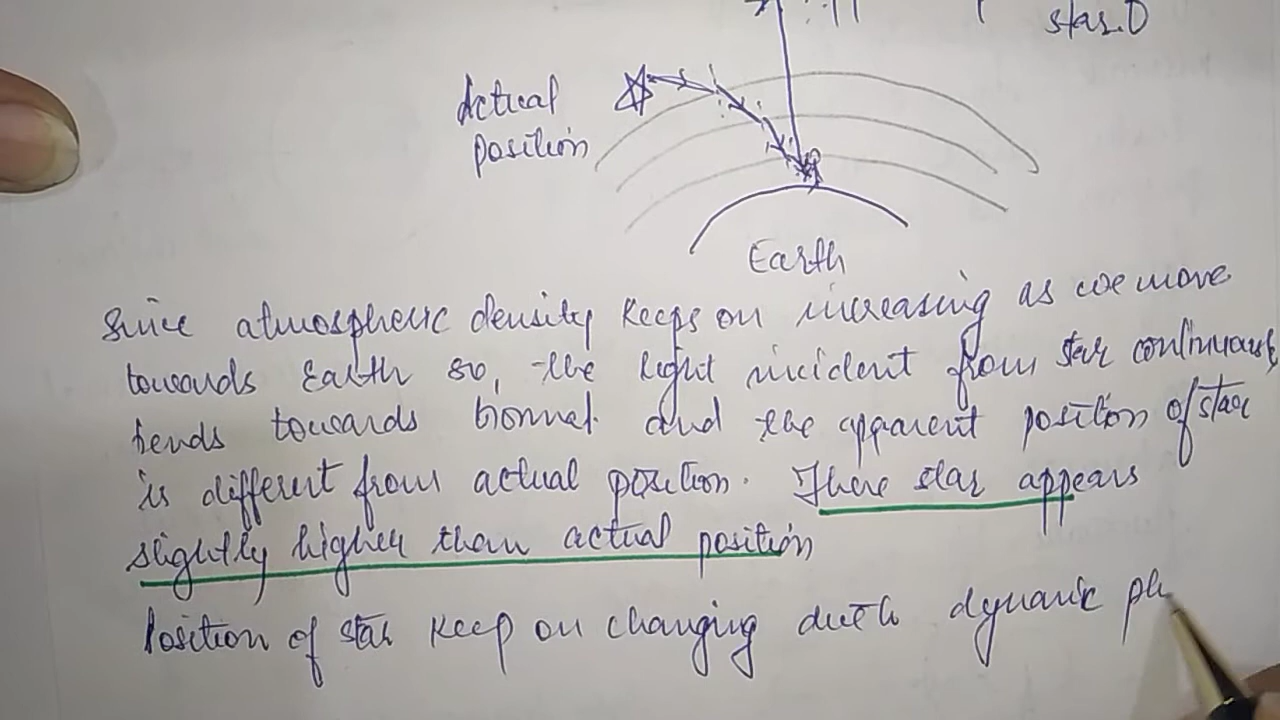 star.
Actual
position
Earth
Since atmospheric density keeps on increasing as we move
towards Earth so, the light incident from star continuously
bends towards normal and the apparent position of star
is different from actual position. There star appears
slightly higher than actual position
Position of star keep on changing due to dynamic ph